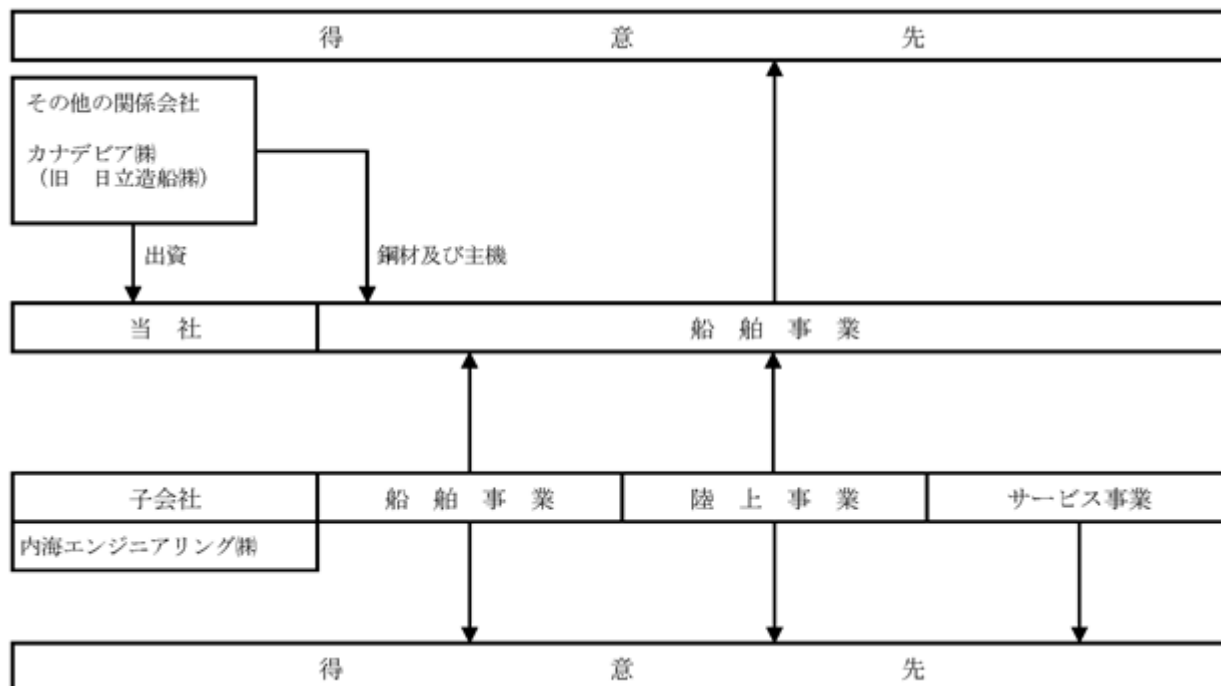 得意先
その他の関係会社
カナデビア㈱
(旧 日立造船㈱)
出資
鋼材及び主機
当社
船舶事業
子会社
船舶事業
陸上事業
サービス事業
内海エンジニアリング㈱
得意先